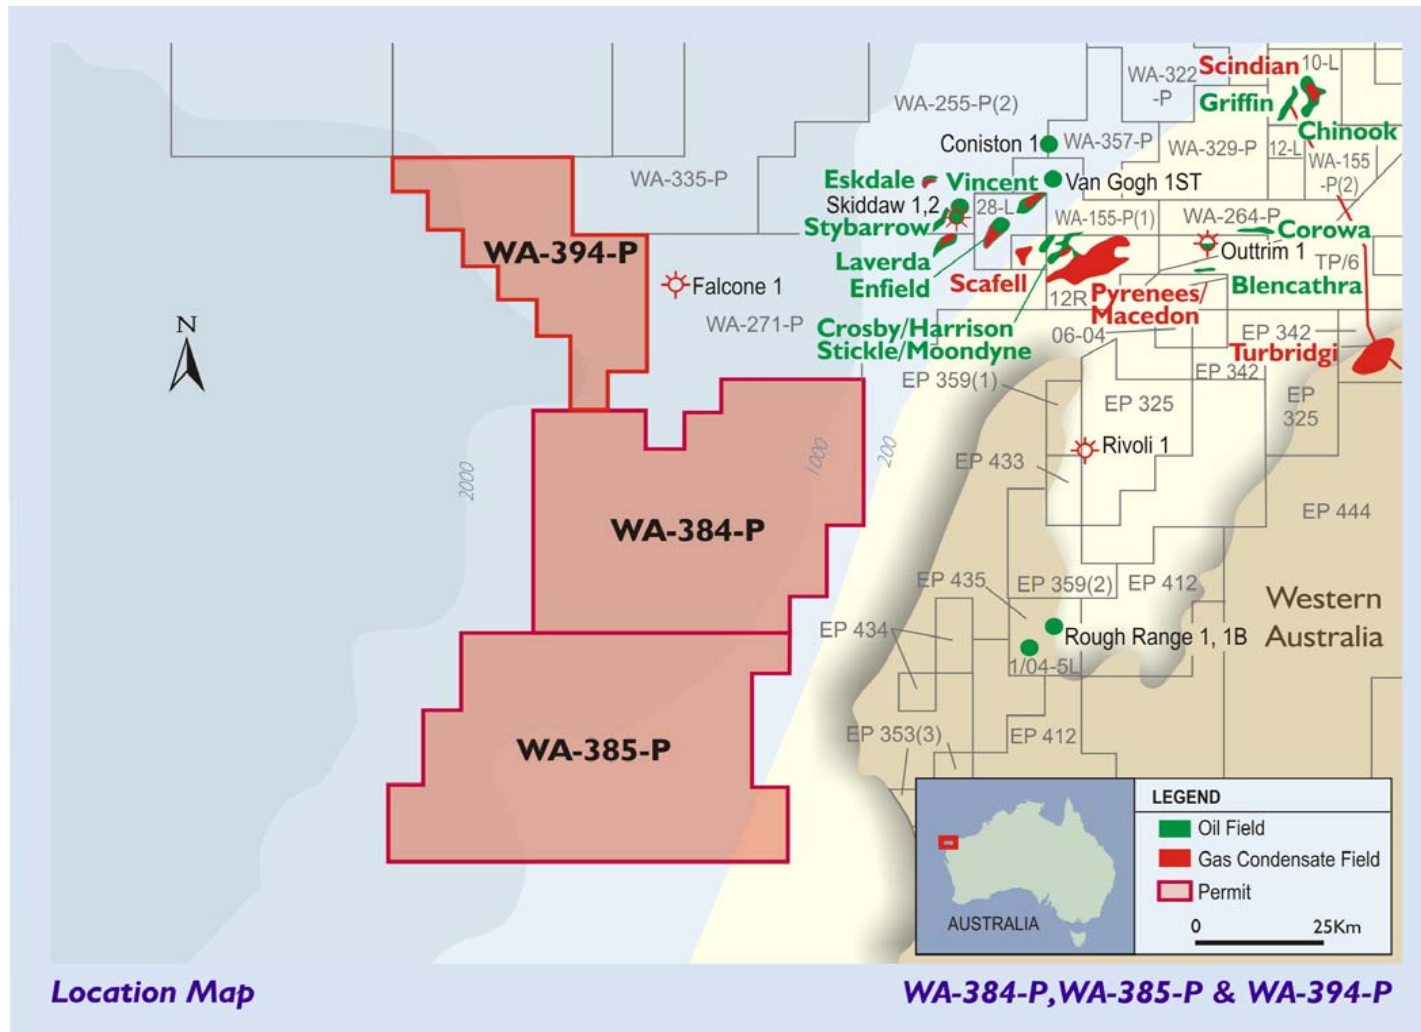 Scindian
10-L
WA-322
-P
WA-255-P(2)
Griffin
Chinook
Coniston 1
WA-357-P
WA-329-P
12-L
WA-155
-P(2)
WA-335-P
Eskdale
Vincent
Van Gogh 1ST
Skiddaw 1,2
28-L
WA-155-P(1)
WA-264-P
Stybarrow
Corowa
WA-394-P
Outtrim 1
Laverda
Enfield
Scafell
TP/6
Falcone 1
12R
Pyrenees/
Macedon
Blencathra
WA-271-P
Crosby/Harrison
Stickle/Moondyne
06-04
EP 342
Turbridgi
N
EP 359(1)
EP 342
EP 325
EP
325
2000
1000
200
EP 433
Rivoli 1
WA-384-P
EP 444
EP 435
EP 359(2)
EP 412
Western
Australia
EP 434
Rough Range 1, 1B
1/04-5L
WA-385-P
EP 353(3)
EP 412
LEGEND
Oil Field
Gas Condensate Field
Permit
0
25Km
AUSTRALIA
Location Map
WA-384-P,WA-385-P & WA-394-P